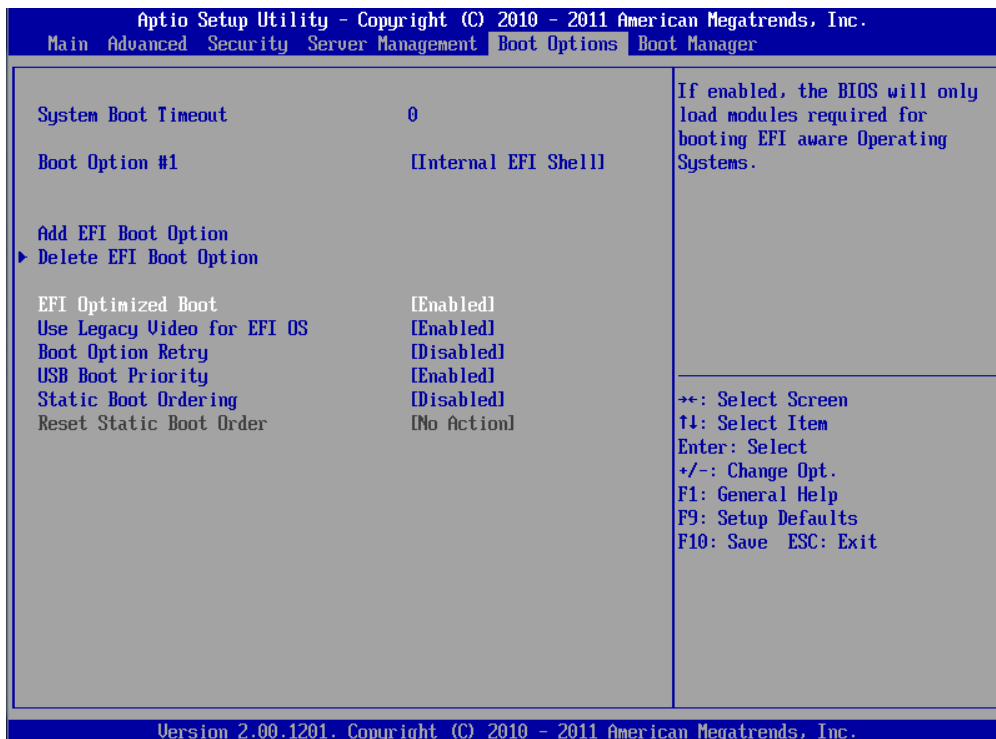 Aptio Setup Utility - Copyright (C) 2010 - 2011 American Megatrends, Inc.
Main Advanced Security Server Management Boot Options Boot Manager
System Boot Timeout 0
Boot Option #1 [Internal EFI Shell]
Add EFI Boot Option
Delete EFI Boot Option
EFI Optimized Boot [Enabled]
Use Legacy Video for EFI OS [Enabled]
Boot Option Retry [Disabled]
USB Boot Priority [Enabled]
Static Boot Ordering [Disabled]
Reset Static Boot Order [No Action]
If enabled, the BIOS will only
load modules required for
booting EFI aware Operating
Systems.
→←: Select Screen
↑↓: Select Item
Enter: Select
+/-: Change Opt.
F1: General Help
F9: Setup Defaults
F10: Save ESC: Exit
Version 2.00.1201. Copyright (C) 2010 - 2011 American Megatrends, Inc.